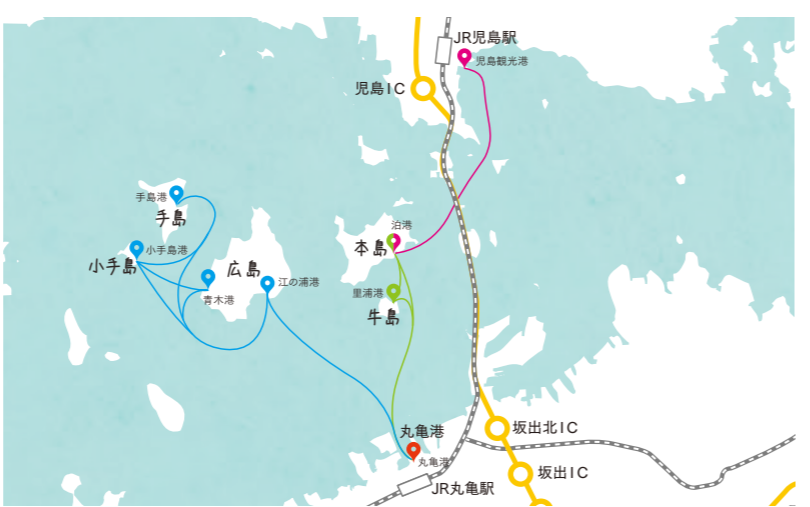 JR児島駅
児島観光港
児島IC
手島港
手島
小手島港
小手島
広島
江の浦港
青木港
泊港
本島
里浦港
牛島
丸亀港
丸亀港
坂出北IC
坂出IC
JR丸亀駅